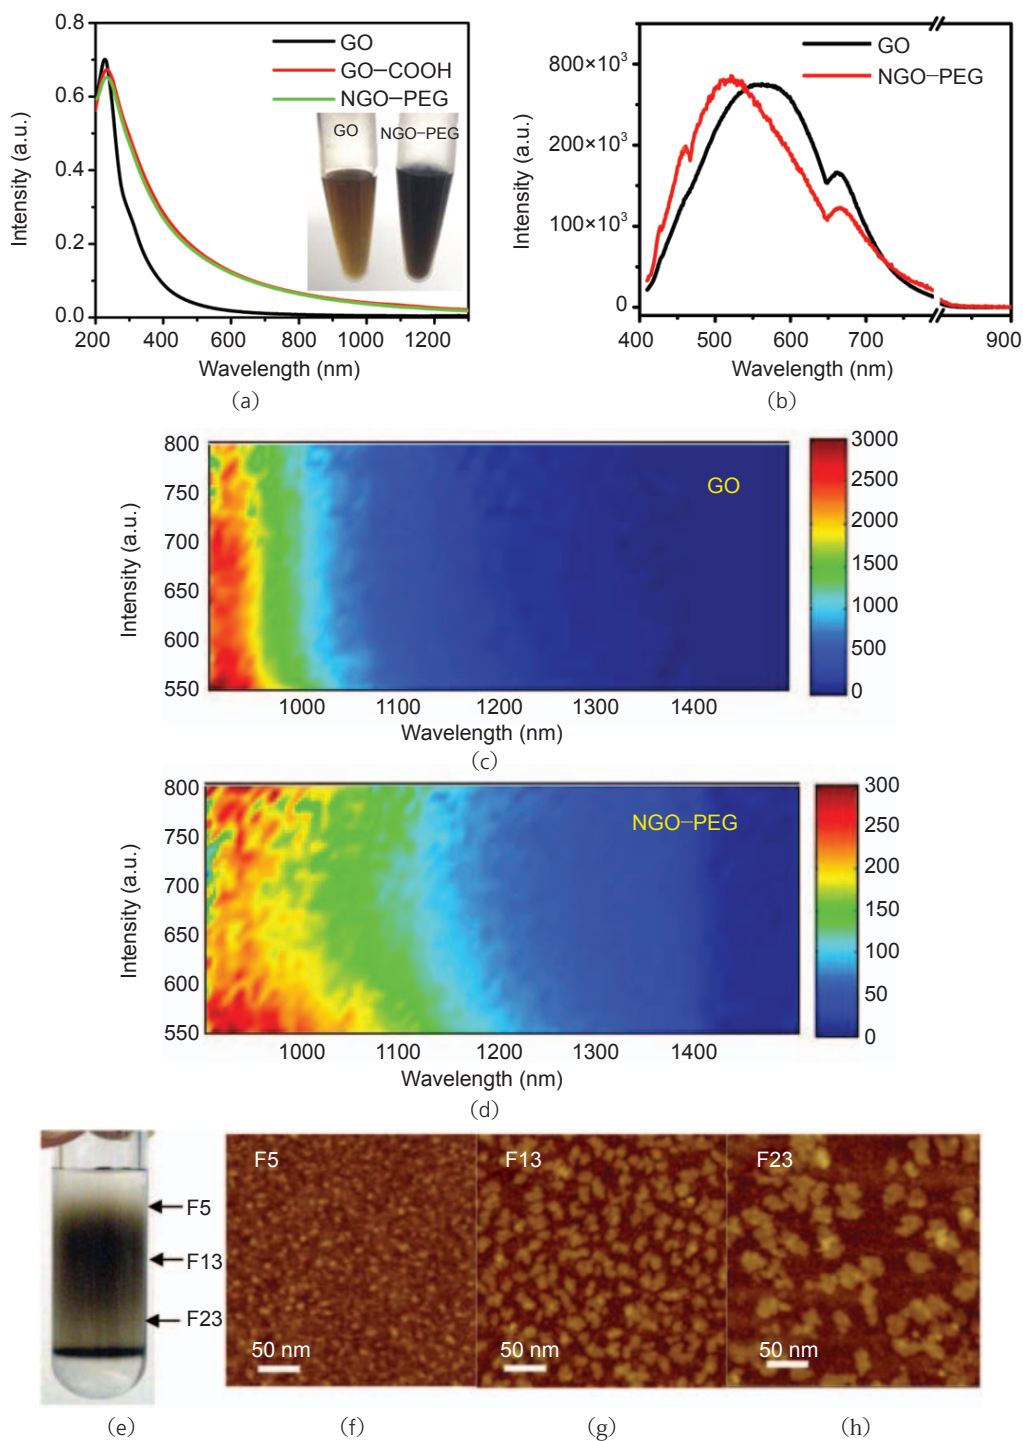 0.8
0.6
0.4
0.2
0.0
Intensity (a.u.)
GO
GO–COOH
NGO–PEG
GO
NGO–PEG
200 400 600 800 1000 1200
Wavelength (nm)
(a)
800×10³
200×10³
100×10³
0
Intensity (a.u.)
GO
NGO–PEG
400 500 600 700 900
Wavelength (nm)
(b)
800
750
700
650
600
550
Intensity (a.u.)
GO
1000 1100 1200 1300 1400
Wavelength (nm)
3000
2500
2000
1500
1000
500
0
(c)
800
750
700
650
600
550
Intensity (a.u.)
NGO–PEG
1000 1100 1200 1300 1400
Wavelength (nm)
300
250
200
150
100
50
0
(d)
F5
F13
F23
F5
50 nm
F13
50 nm
F23
50 nm
(e) (f) (g) (h)